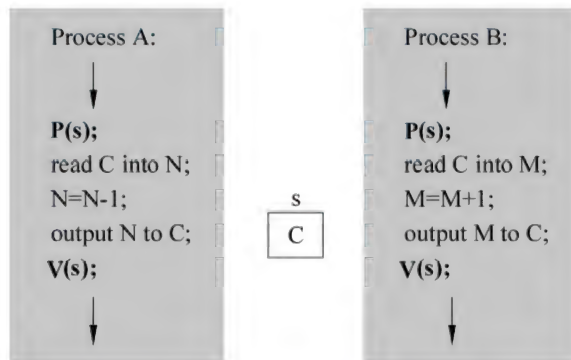 Process A:
P(s);
read C into N;
N=N-1;
output N to C;
V(s);
s
C
Process B:
P(s);
read C into M;
M=M+1;
output M to C;
V(s);